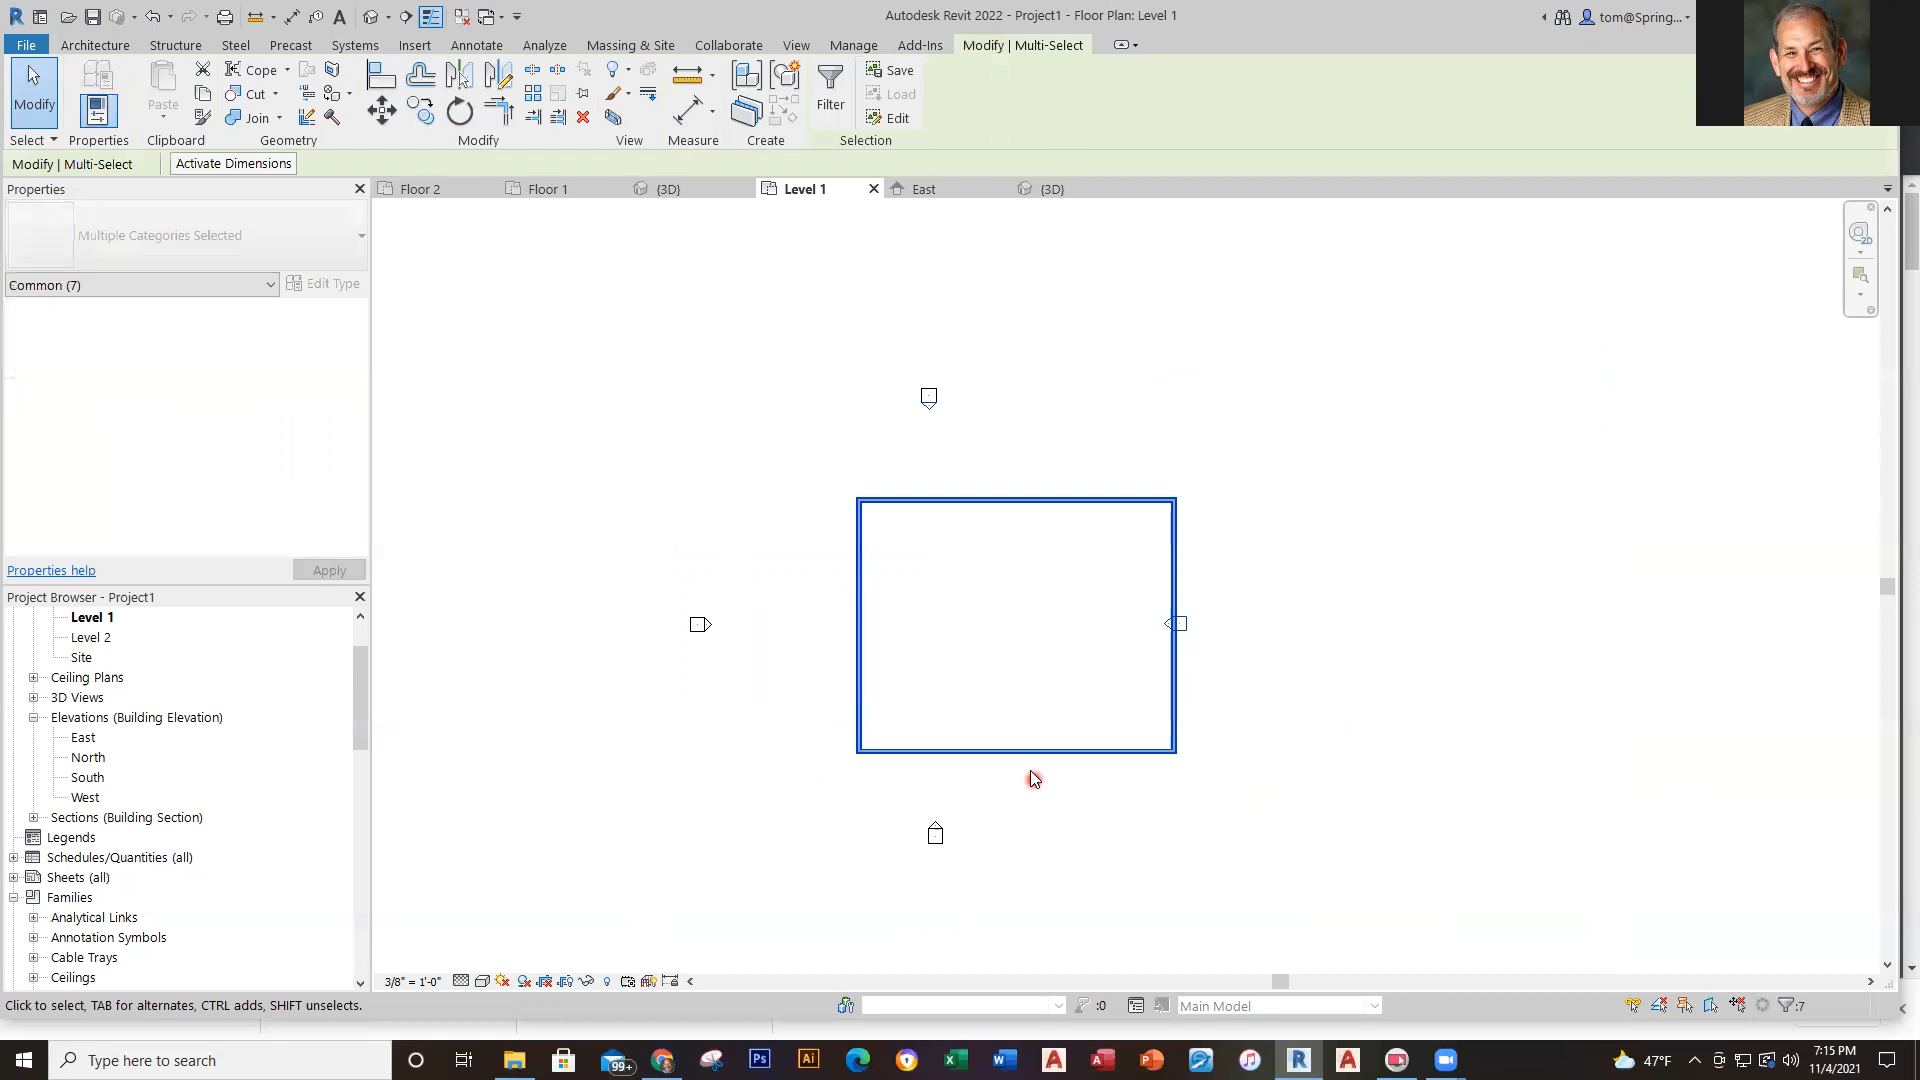 Autodesk Revit 2022 - Project1 - Floor Plan: Level 1
tom@Spring...
File Architecture Structure Steel Precast Systems Insert Annotate Analyze Massing & Site Collaborate View Manage Add-Ins Modify | Multi-Select
Modify Paste Cope Cut Join Filter Save Load Edit
Select Properties Clipboard Geometry Modify View Measure Create Selection
Modify | Multi-Select Activate Dimensions
Properties
Floor 2 Floor 1 {3D} Level 1 East {3D}
Multiple Categories Selected
Common (7) Edit Type
2D
Properties help Apply
Project Browser - Project1
Level 1
Level 2
Site
Ceiling Plans
3D Views
Elevations (Building Elevation)
East
North
South
West
Sections (Building Section)
Legends
Schedules/Quantities (all)
Sheets (all)
Families
Analytical Links
Annotation Symbols
Cable Trays
Ceilings
3/8" = 1'-0"
Click to select, TAB for alternates, CTRL adds, SHIFT unselects.
:0
Main Model
:7
Type here to search
99+
Ps
Ai
47°F
7:15 PM
11/4/2021